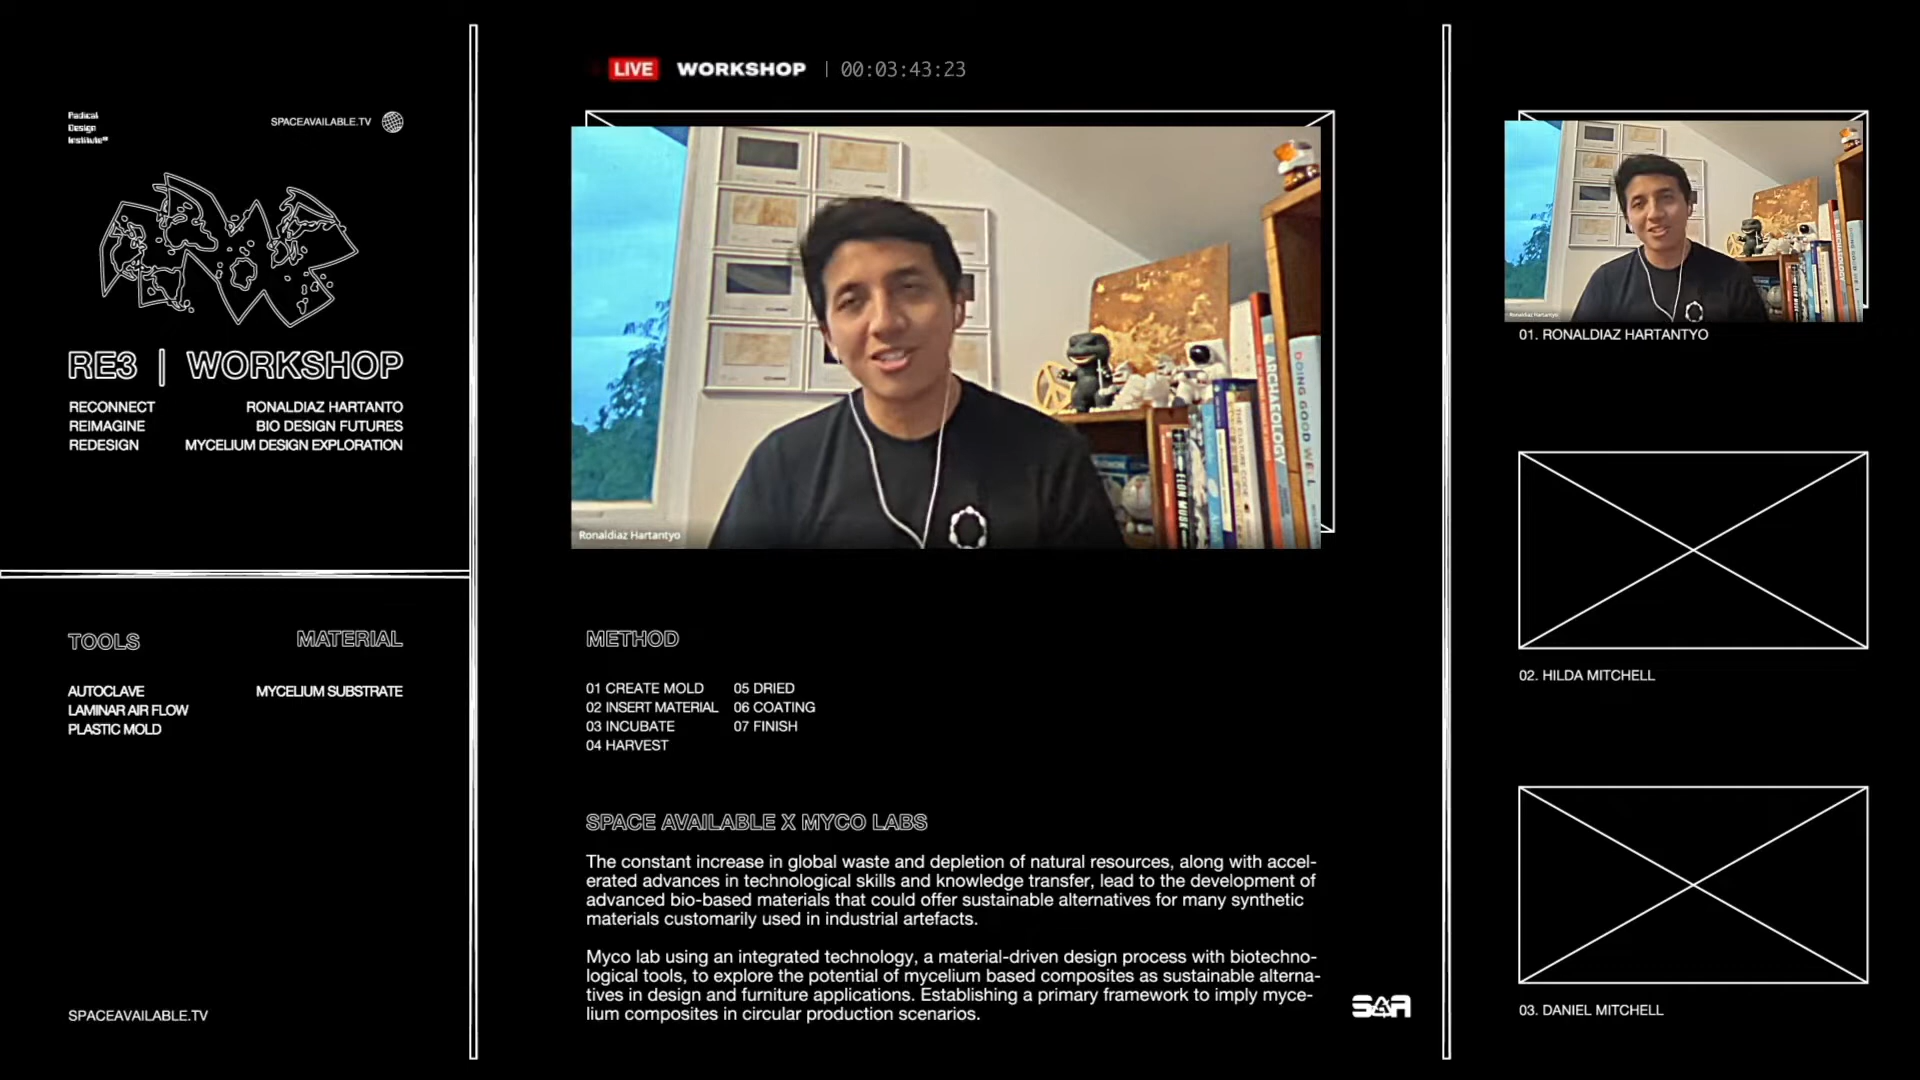 Radical
Design
Institute
SPACEAVAILABLE.TV
RE3 | WORKSHOP
RECONNECT
REIMAGINE
REDESIGN
RONALDIAZ HARTANTO
BIO DESIGN FUTURES
MYCELIUM DESIGN EXPLORATION
TOOLS
AUTOCLAVE
LAMINAR AIR FLOW
PLASTIC MOLD
MATERIAL
MYCELIUM SUBSTRATE
SPACEAVAILABLE.TV
LIVE WORKSHOP | 00:03:43:23
Ronaldiaz Hartantyo
ELON MUSK
ARCHAEOLOGY
DOING GOOD
METHOD
01 CREATE MOLD
02 INSERT MATERIAL
03 INCUBATE
04 HARVEST
05 DRIED
06 COATING
07 FINISH
SPACE AVAILABLE X MYCO LABS
The constant increase in global waste and depletion of natural resources, along with accel-
erated advances in technological skills and knowledge transfer, lead to the development of
advanced bio-based materials that could offer sustainable alternatives for many synthetic
materials customarily used in industrial artefacts.
Myco lab using an integrated technology, a material-driven design process with biotechno-
logical tools, to explore the potential of mycelium based composites as sustainable alterna-
tives in design and furniture applications. Establishing a primary framework to imply myce-
lium composites in circular production scenarios.
Ronaldiaz Hartantyo
01. RONALDIAZ HARTANTYO
02. HILDA MITCHELL
03. DANIEL MITCHELL